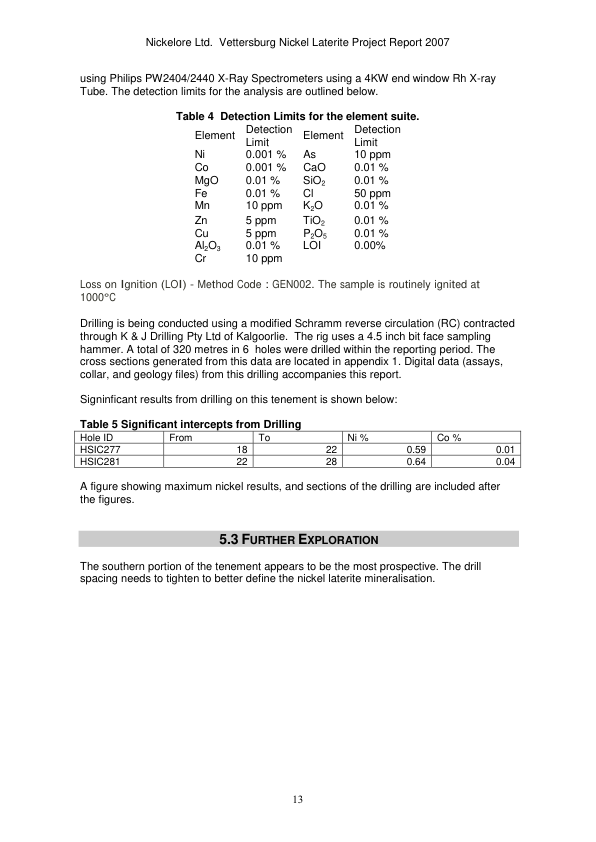 Nickelore Ltd.  Vettersburg Nickel Laterite Project Report 2007
using Philips PW2404/2440 X-Ray Spectrometers using a 4KW end window Rh X-ray
Tube. The detection limits for the analysis are outlined below.
Table 4  Detection Limits for the element suite.
Element Detection Limit Element Detection Limit
Ni 0.001 % As 10 ppm
Co 0.001 % CaO 0.01 %
MgO 0.01 % SiO₂ 0.01 %
Fe 0.01 % Cl 50 ppm
Mn 10 ppm K₂O 0.01 %
Zn 5 ppm TiO₂ 0.01 %
Cu 5 ppm P₂O₅ 0.01 %
Al₂O₃ 0.01 % LOI 0.00%
Cr 10 ppm
Loss on Ignition (LOI) - Method Code : GEN002. The sample is routinely ignited at
1000°C
Drilling is being conducted using a modified Schramm reverse circulation (RC) contracted
through K & J Drilling Pty Ltd of Kalgoorlie.  The rig uses a 4.5 inch bit face sampling
hammer. A total of 320 metres in 6  holes were drilled within the reporting period. The
cross sections generated from this data are located in appendix 1. Digital data (assays,
collar, and geology files) from this drilling accompanies this report.
Signinficant results from drilling on this tenement is shown below:
Table 5 Significant intercepts from Drilling
Hole ID From To Ni % Co %
HSIC277 18 22 0.59 0.01
HSIC281 22 28 0.64 0.04
A figure showing maximum nickel results, and sections of the drilling are included after
the figures.
5.3 FURTHER EXPLORATION
The southern portion of the tenement appears to be the most prospective. The drill
spacing needs to tighten to better define the nickel laterite mineralisation.
13